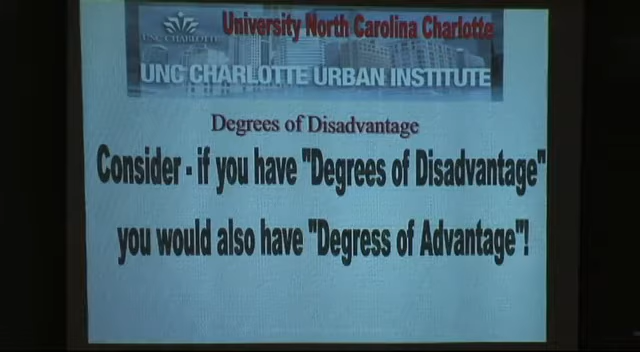 University North Carolina Charlotte
UNC CHARLOTTE
UNC CHARLOTTE URBAN INSTITUTE
Degrees of Disadvantage
Consider - if you have "Degrees of Disadvantage"
you would also have "Degress of Advantage"!